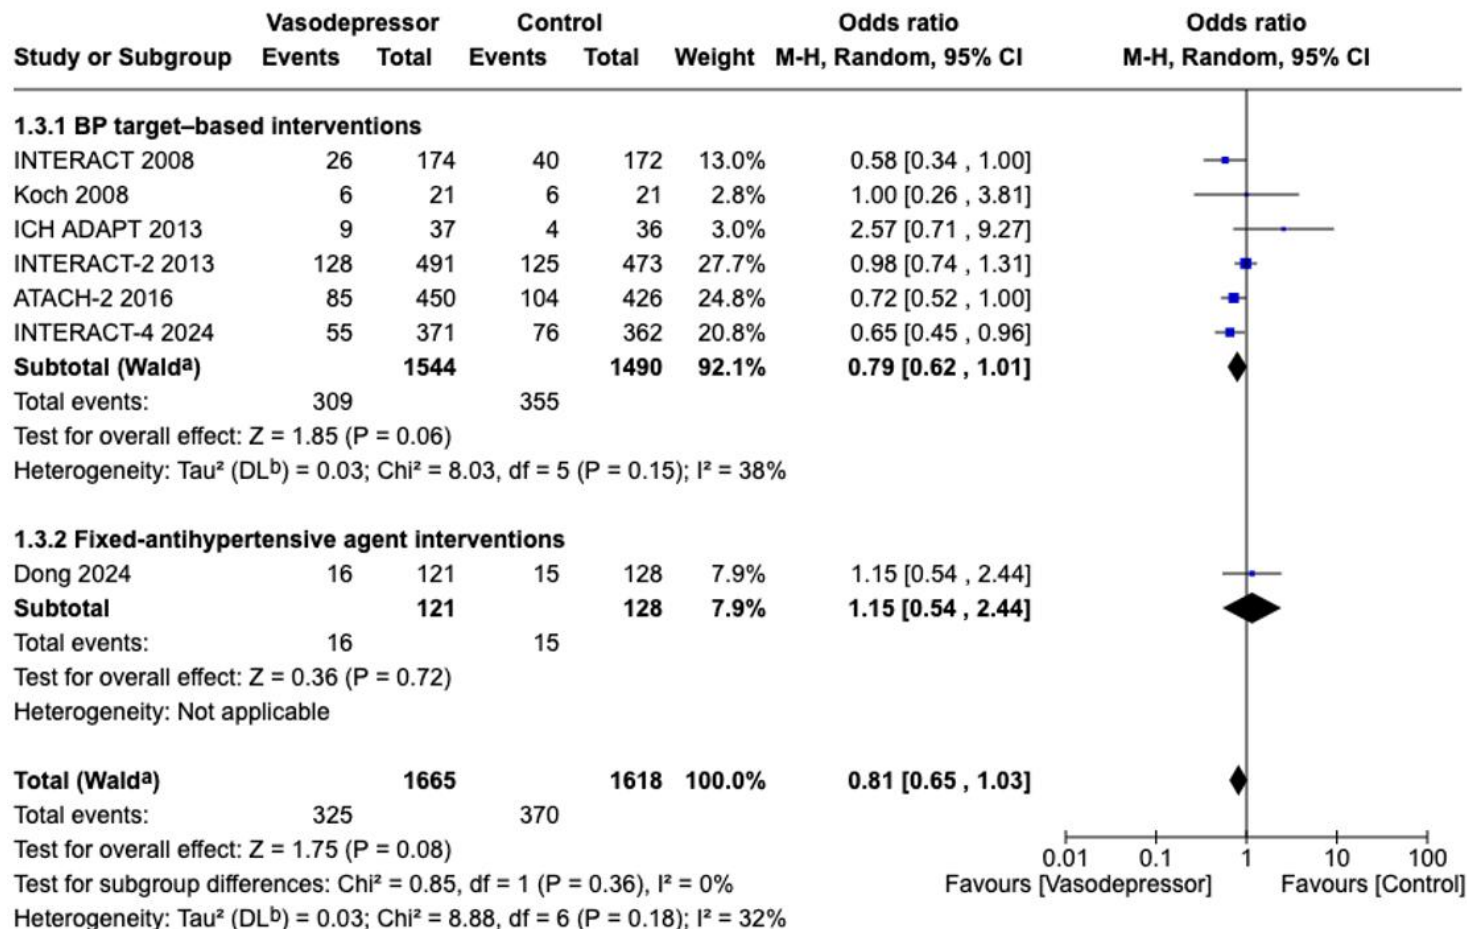 Vasodepressor Control Odds ratio Odds ratio
Study or Subgroup Events Total Events Total Weight M-H, Random, 95% CI M-H, Random, 95% CI
1.3.1 BP target–based interventions
INTERACT 2008 26 174 40 172 13.0% 0.58 [0.34 , 1.00]
Koch 2008 6 21 6 21 2.8% 1.00 [0.26 , 3.81]
ICH ADAPT 2013 9 37 4 36 3.0% 2.57 [0.71 , 9.27]
INTERACT-2 2013 128 491 125 473 27.7% 0.98 [0.74 , 1.31]
ATACH-2 2016 85 450 104 426 24.8% 0.72 [0.52 , 1.00]
INTERACT-4 2024 55 371 76 362 20.8% 0.65 [0.45 , 0.96]
Subtotal (Waldᵃ) 1544 1490 92.1% 0.79 [0.62 , 1.01]
Total events: 309 355
Test for overall effect: Z = 1.85 (P = 0.06)
Heterogeneity: Tau² (DLᵇ) = 0.03; Chi² = 8.03, df = 5 (P = 0.15); I² = 38%
1.3.2 Fixed-antihypertensive agent interventions
Dong 2024 16 121 15 128 7.9% 1.15 [0.54 , 2.44]
Subtotal 121 128 7.9% 1.15 [0.54 , 2.44]
Total events: 16 15
Test for overall effect: Z = 0.36 (P = 0.72)
Heterogeneity: Not applicable
Total (Waldᵃ) 1665 1618 100.0% 0.81 [0.65 , 1.03]
Total events: 325 370
Test for overall effect: Z = 1.75 (P = 0.08)
Test for subgroup differences: Chi² = 0.85, df = 1 (P = 0.36), I² = 0%
Heterogeneity: Tau² (DLᵇ) = 0.03; Chi² = 8.88, df = 6 (P = 0.18); I² = 32%
0.01 0.1 1 10 100
Favours [Vasodepressor] Favours [Control]